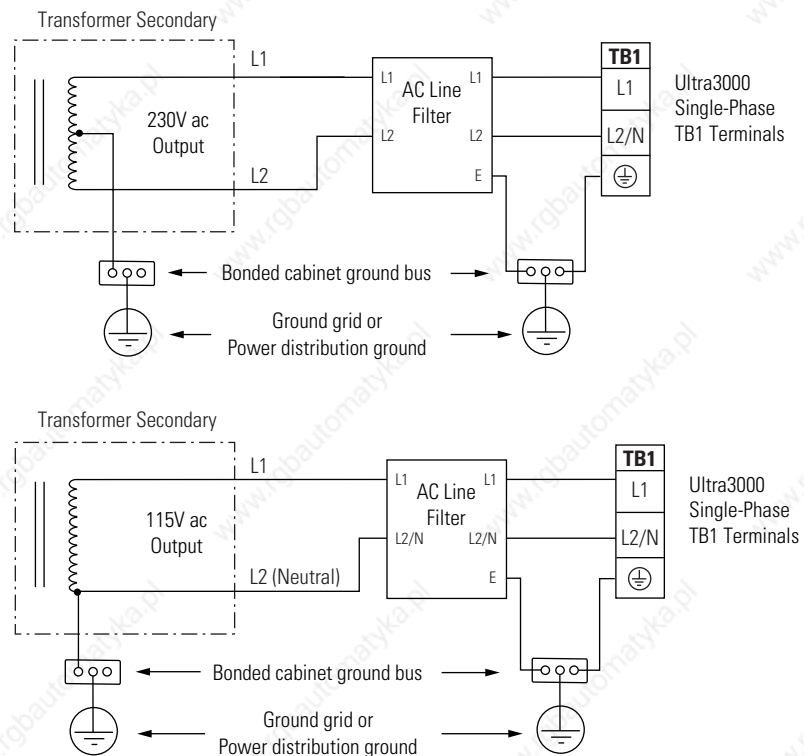 Transformer Secondary
L1
230V ac
Output
L2
L1
L1
AC Line
Filter
L2
L2
E
TB1
L1
L2/N
Ultra3000
Single-Phase
TB1 Terminals
Bonded cabinet ground bus
Ground grid or
Power distribution ground
Transformer Secondary
L1
115V ac
Output
L2 (Neutral)
L1
L1
AC Line
Filter
L2/N
L2/N
E
TB1
L1
L2/N
Ultra3000
Single-Phase
TB1 Terminals
Bonded cabinet ground bus
Ground grid or
Power distribution ground
www.rgbautomatyka.pl